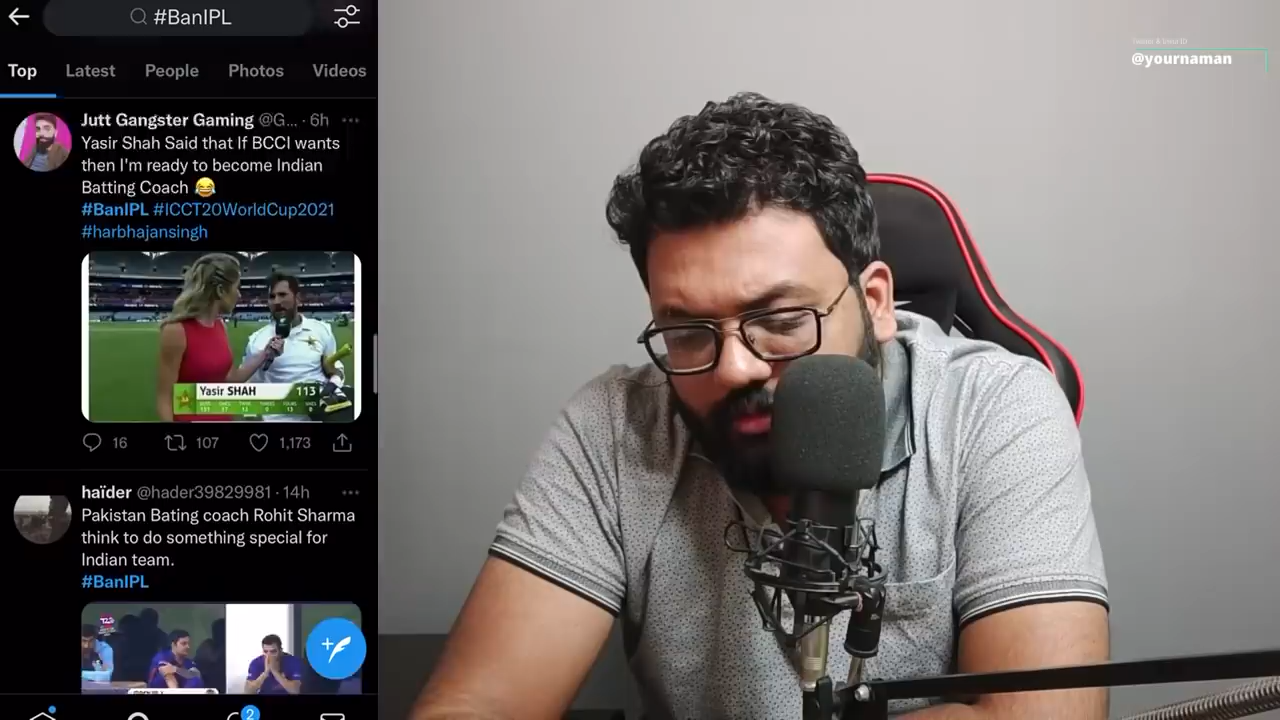 #BanIPL
Top Latest People Photos Videos
Jutt Gangster Gaming @G... · 6h
Yasir Shah Said that If BCCI wants
then I'm ready to become Indian
Batting Coach 😂
#BanIPL #ICCT20WorldCup2021
#harbhajansingh
Yasir SHAH 113
16 107 1,173
haïder @hader39829981 · 14h
Pakistan Bating coach Rohit Sharma
think to do something special for
Indian team.
#BanIPL
2
@yournaman